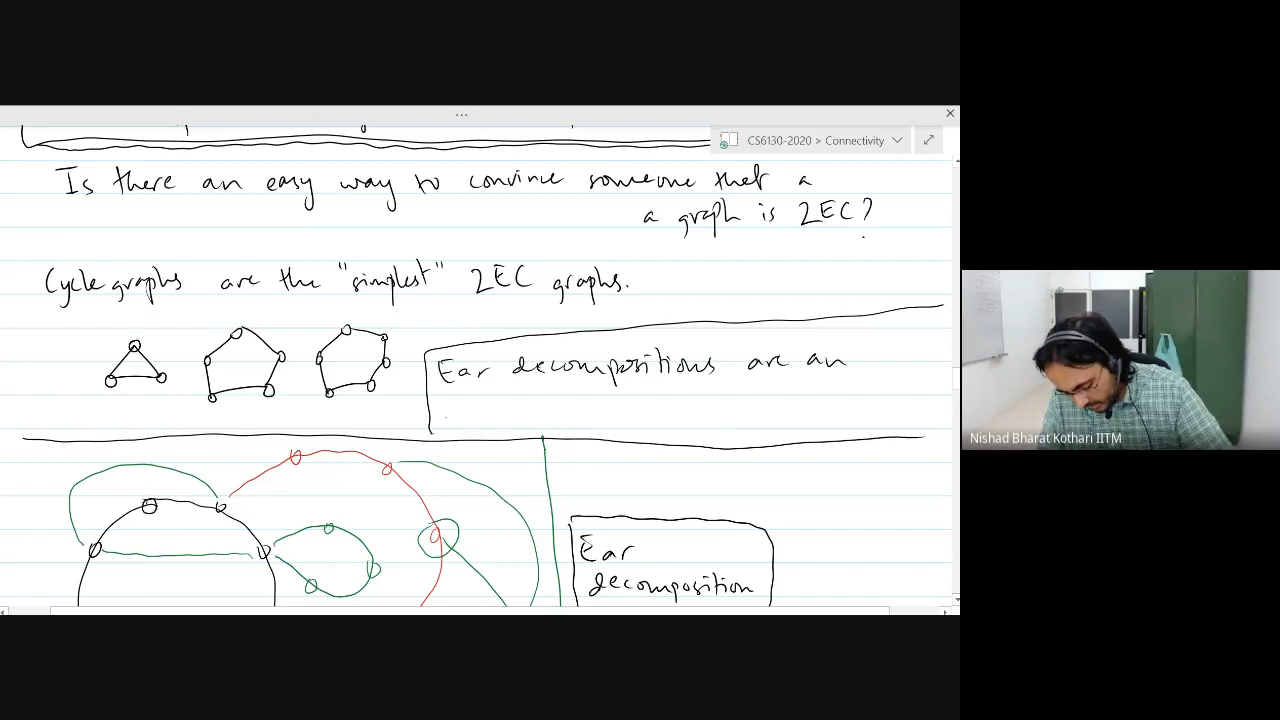 CS6130-2020 > Connectivity
Is there an easy way to convince someone that a
a graph is 2EC?
Cycle graphs are the "simplest" 2EC graphs.
Ear decompositions are an
Ear
decomposition
Nishad Bharat Kothari IITM